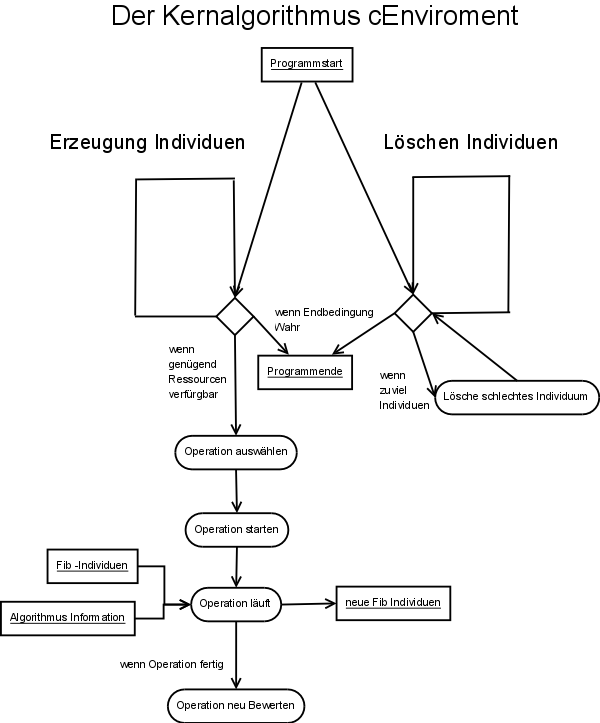 Der Kernalgorithmus cEnviroment
Programmstart
Erzeugung Individuen
Löschen Individuen
wenn Endbedingung
Wahr
wenn
genügend
Ressourcen
verfürgbar
Programmende
wenn
zuviel
Individuen
Lösche schlechtes Individuum
Operation auswählen
Operation starten
Fib -Individuen
Algorithmus Information
Operation läuft
neue Fib Individuen
wenn Operation fertig
Operation neu Bewerten